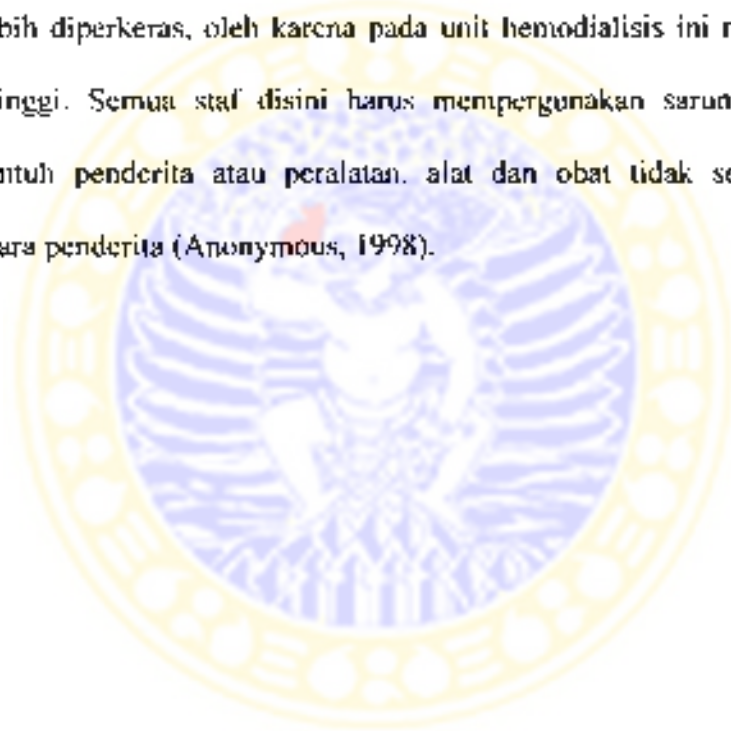 bih diperkeras, oleh karena pada unit hemodialisis ini
inggi. Semua staf disini harus mempergunakan sarun
ntuh penderita atau peralatan. alat dan obat tidak se
ara penderita (Anonymous, 1998).